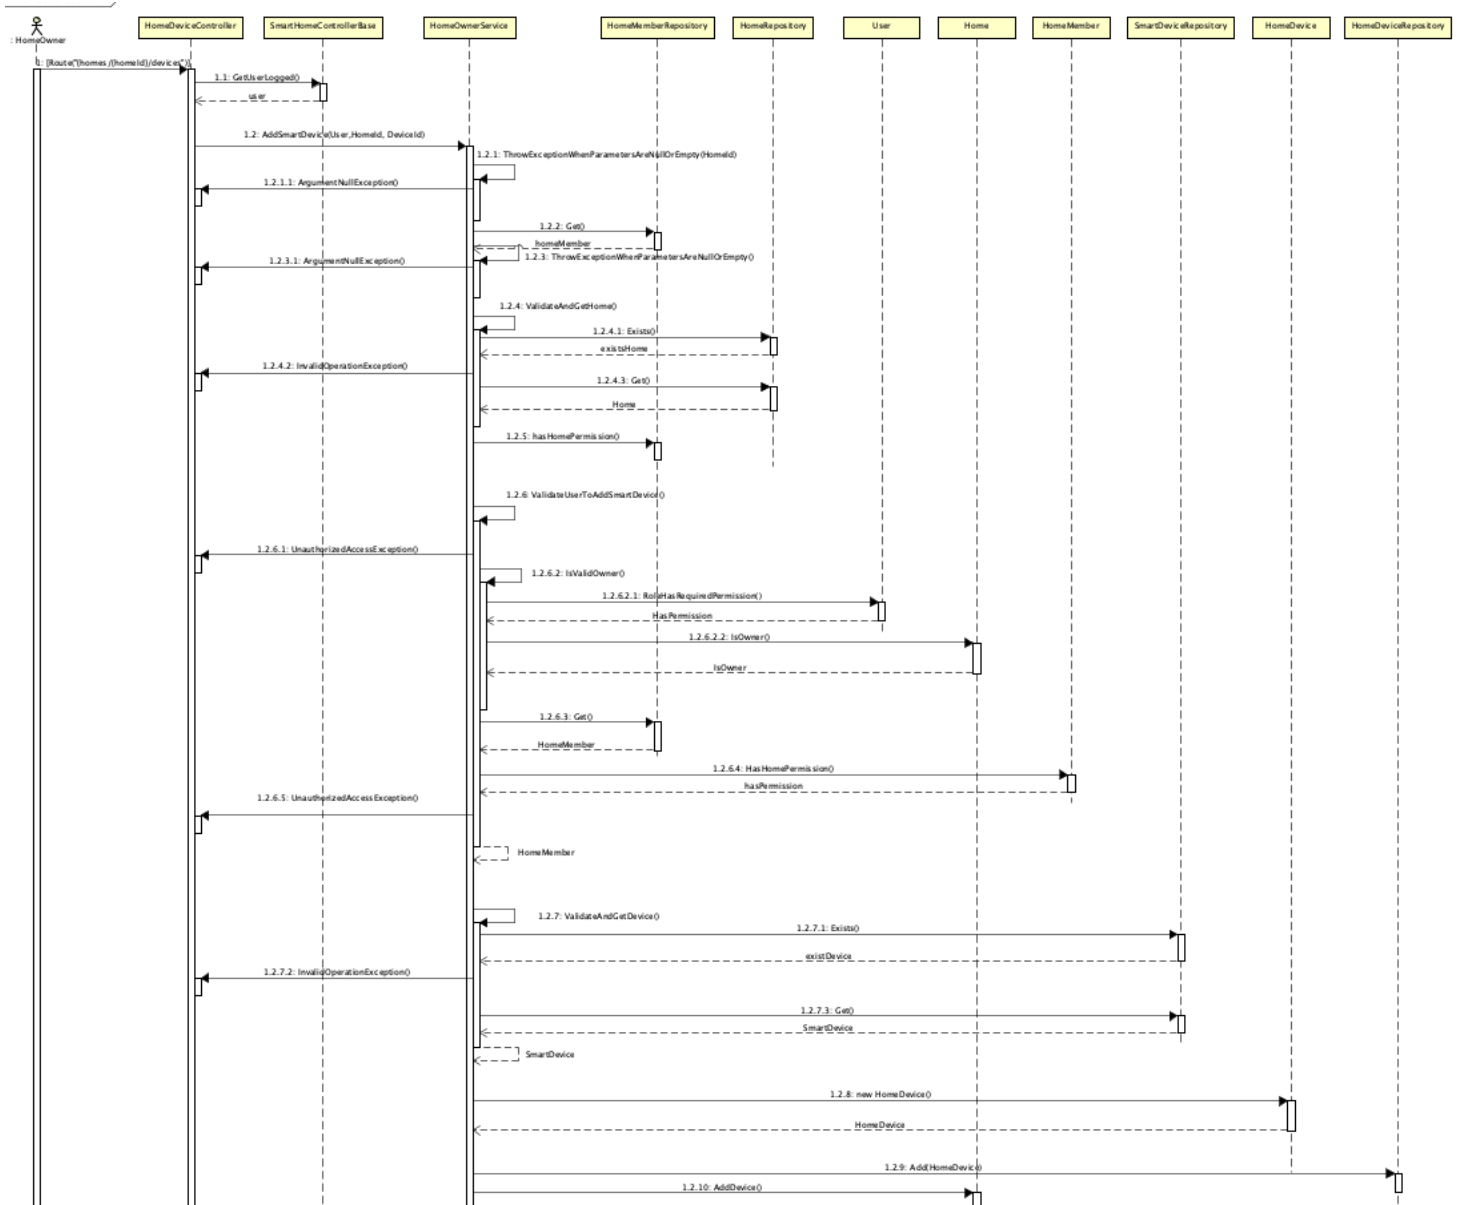 : HomeOwner
HomeDeviceController
SmartHomeControllerBase
HomeOwnerService
HomeMemberRepository
HomeRepository
User
Home
HomeMember
SmartDeviceRepository
HomeDevice
HomeDeviceRepository
1: [Route("{homes/{homeId}/devices")]
1.1: GetUserLogged()
user
1.2: AddSmartDevice(User,HomeId, DeviceId)
1.2.1: ThrowExceptionWhenParametersAreNullOrEmpty(HomeId)
1.2.1.1: ArgumentNullException()
1.2.2: Get()
homeMember
1.2.3: ThrowExceptionWhenParametersAreNullOrEmpty()
1.2.3.1: ArgumentNullException()
1.2.4: ValidateAndGetHome()
1.2.4.1: Exists()
existsHome
1.2.4.2: InvalidOperationException()
1.2.4.3: Get()
Home
1.2.5: hasHomePermission()
1.2.6: ValidateUserToAddSmartDevice()
1.2.6.1: UnauthorizedAccessException()
1.2.6.2: IsValidOwner()
1.2.6.2.1: RoleHasRequiredPermission()
HasPermission
1.2.6.2.2: IsOwner()
IsOwner
1.2.6.3: Get()
HomeMember
1.2.6.4: HasHomePermission()
hasPermission
1.2.6.5: UnauthorizedAccessException()
HomeMember
1.2.7: ValidateAndGetDevice()
1.2.7.1: Exists()
existDevice
1.2.7.2: InvalidOperationException()
1.2.7.3: Get()
SmartDevice
SmartDevice
1.2.8: new HomeDevice()
HomeDevice
1.2.9: Add(HomeDevice)
1.2.10: AddDevice()